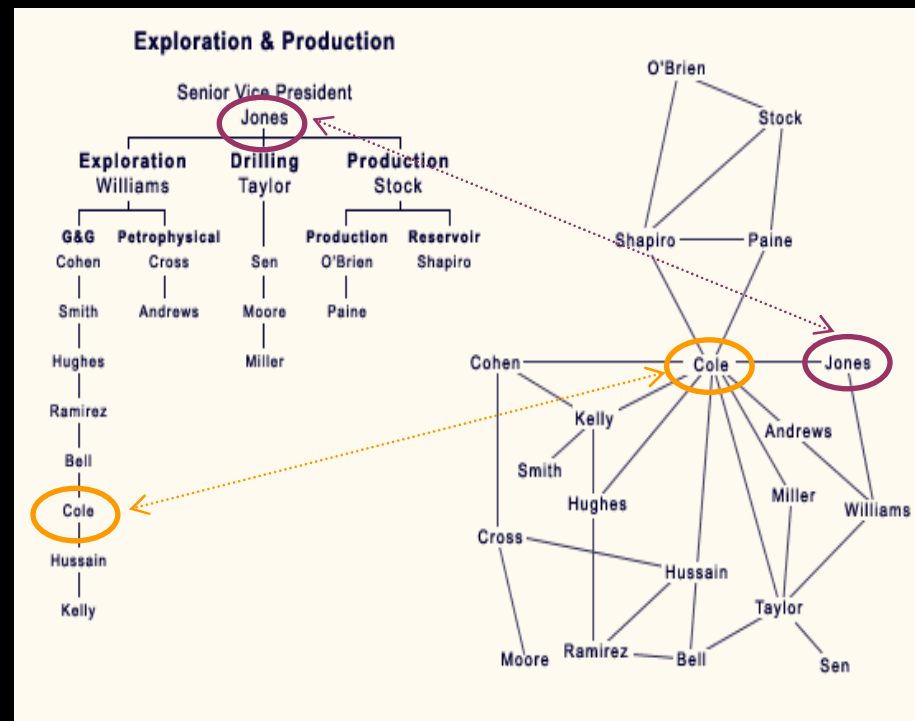 Exploration & Production
Senior Vice President
Jones
Exploration Drilling Production
Williams Taylor Stock
G&G Petrophysical Production Reservoir
Cohen Cross Sen O'Brien Shapiro
Smith Andrews Moore Paine
Hughes Miller
Ramirez
Bell
Cole
Hussain
Kelly
O'Brien
Stock
Shapiro Paine
Cohen Cole Jones
Kelly
Andrews
Smith
Hughes
Miller
Williams
Cross
Hussain
Taylor
Moore Ramirez Bell Sen